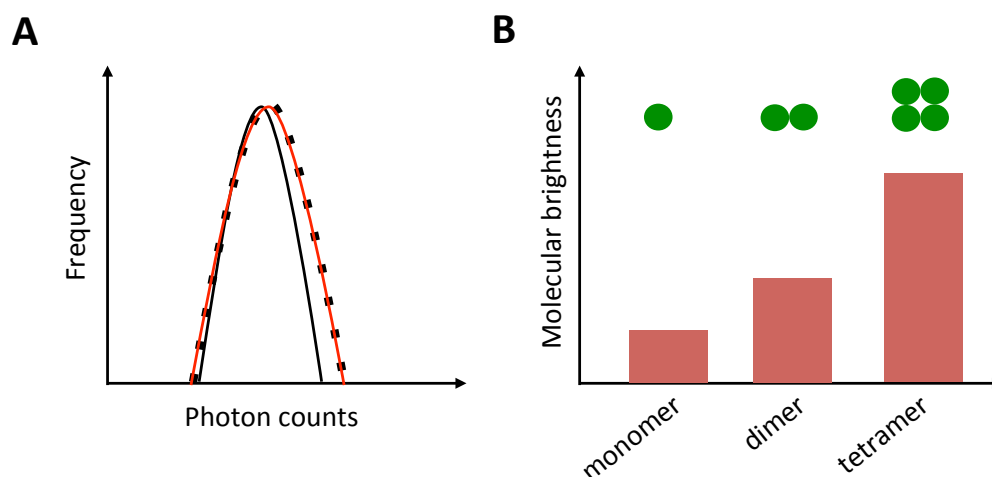 A
Frequency
Photon counts
B
Molecular brightness
monomer
dimer
tetramer